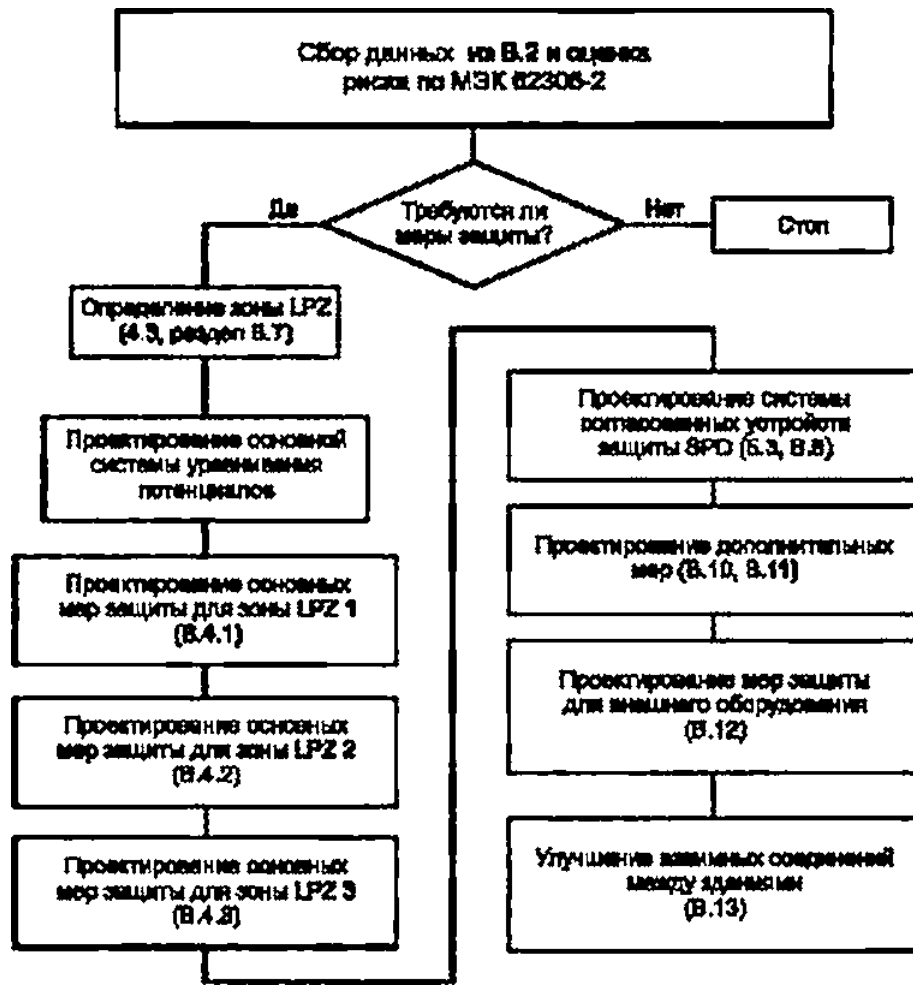 Сбор данных из В.2 и оценка
риска по МЭК 62305-2
Требуются ли
меры защиты?
Да
Нет
Стоп
Определение зоны LPZ
(4.3, раздел В.7)
Проектирование основной
системы уравнивания
потенциалов
Проектирование основных
мер защиты для зоны LPZ 1
(В.4.1)
Проектирование основных
мер защиты для зоны LPZ 2
(В.4.2)
Проектирование основных
мер защиты для зоны LPZ 3
(В.4.3)
Проектирование системы
согласованных устройств
защиты SPD
Проектирование дополнительных
мер (В.10, В.11)
Проектирование мер защиты
для внешнего оборудования
(В.12)
Улучшение взаимных соединений
между зданиями
(В.13)